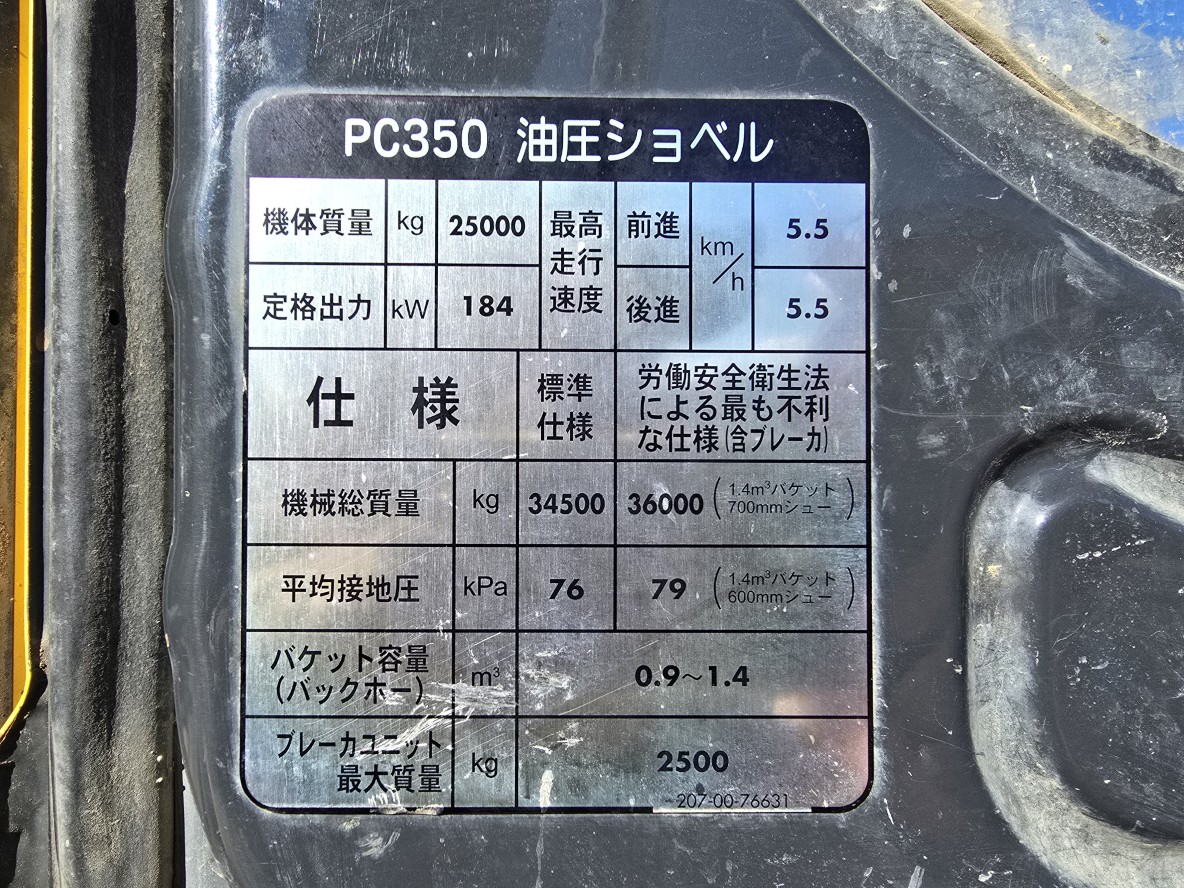 PC350 油圧ショベル
機体質量 kg 25000 最高走行速度 前進 km/h 5.5
定格出力 kW 184 後進 5.5
仕 様 標準仕様 労働安全衛生法による最も不利な仕様(含ブレーカ)
機械総質量 kg 34500 36000 (1.4m³バケット 700mmシュー)
平均接地圧 kPa 76 79 (1.4m³バケット 600mmシュー)
バケット容量(バックホー) m³ 0.9～1.4
ブレーカユニット最大質量 kg 2500
207-00-76631